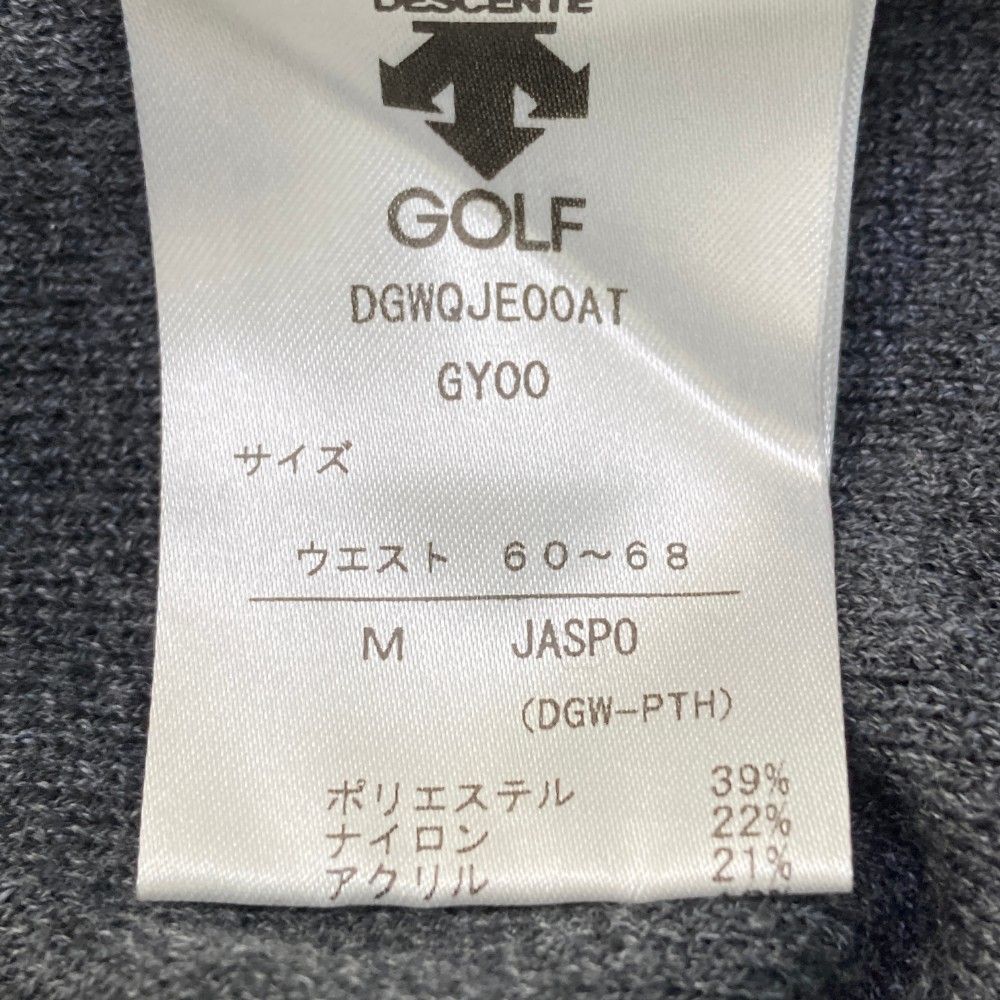 DESCENTE
GOLF
DGWQJE00AT
GY00
サイズ
ウエスト 60～68
M JASPO
(DGW-PTH)
ポリエステル 39%
ナイロン 22%
アクリル 21%